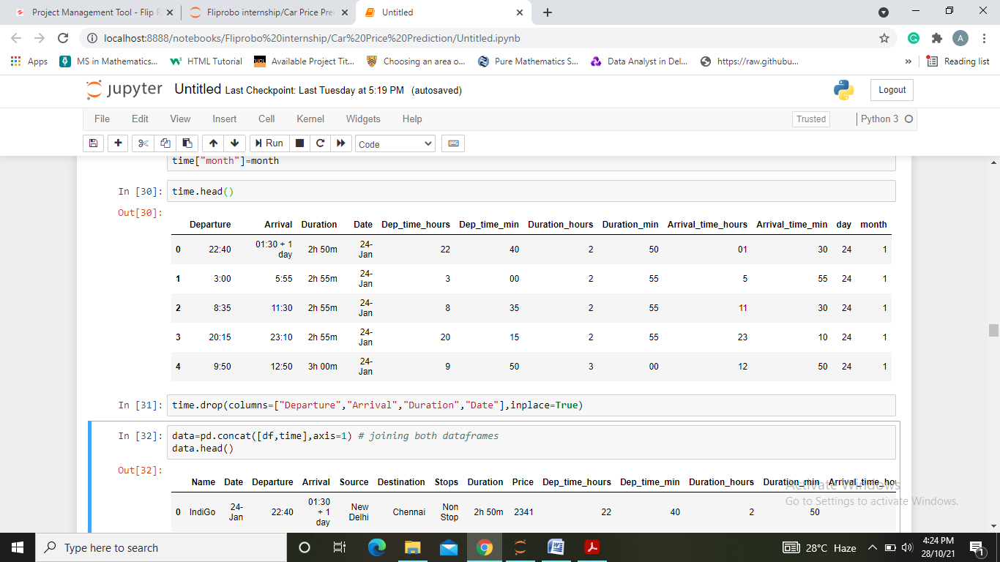 Project Management Tool - Flip F
Fliprobo internship/Car Price Pre
Untitled
localhost:8888/notebooks/Fliprobo%20internship/Car%20Price%20Prediction/Untitled.ipynb
A
Apps MS in Mathematics... HTML Tutorial Available Project Tit... Choosing an area o... Pure Mathematics S... Data Analyst in Del... https://raw.githubu... » Reading list
jupyter Untitled Last Checkpoint: Last Tuesday at 5:19 PM (autosaved) Logout
File Edit View Insert Cell Kernel Widgets Help Trusted Python 3
Run Code
time["month"]=month
In [30]: time.head()
Out[30]:
Departure Arrival Duration Date Dep_time_hours Dep_time_min Duration_hours Duration_min Arrival_time_hours Arrival_time_min day month
0 22:40 01:30 + 1 day 2h 50m 24-Jan 22 40 2 50 01 30 24 1
1 3:00 5:55 2h 55m 24-Jan 3 00 2 55 5 55 24 1
2 8:35 11:30 2h 55m 24-Jan 8 35 2 55 11 30 24 1
3 20:15 23:10 2h 55m 24-Jan 20 15 2 55 23 10 24 1
4 9:50 12:50 3h 00m 24-Jan 9 50 3 00 12 50 24 1
In [31]: time.drop(columns=["Departure","Arrival","Duration","Date"],inplace=True)
In [32]: data=pd.concat([df,time],axis=1) # joining both dataframes
data.head()
Out[32]:
Name Date Departure Arrival Source Destination Stops Duration Price Dep_time_hours Dep_time_min Duration_hours Duration_min Arrival_time_hou
0 IndiGo 24-Jan 22:40 01:30 + 1 day New Delhi Chennai Non Stop 2h 50m 2341 22 40 2 50
Activate Windows
Go to Settings to activate Windows.
Type here to search
28°C Haze
4:24 PM
28/10/21
1